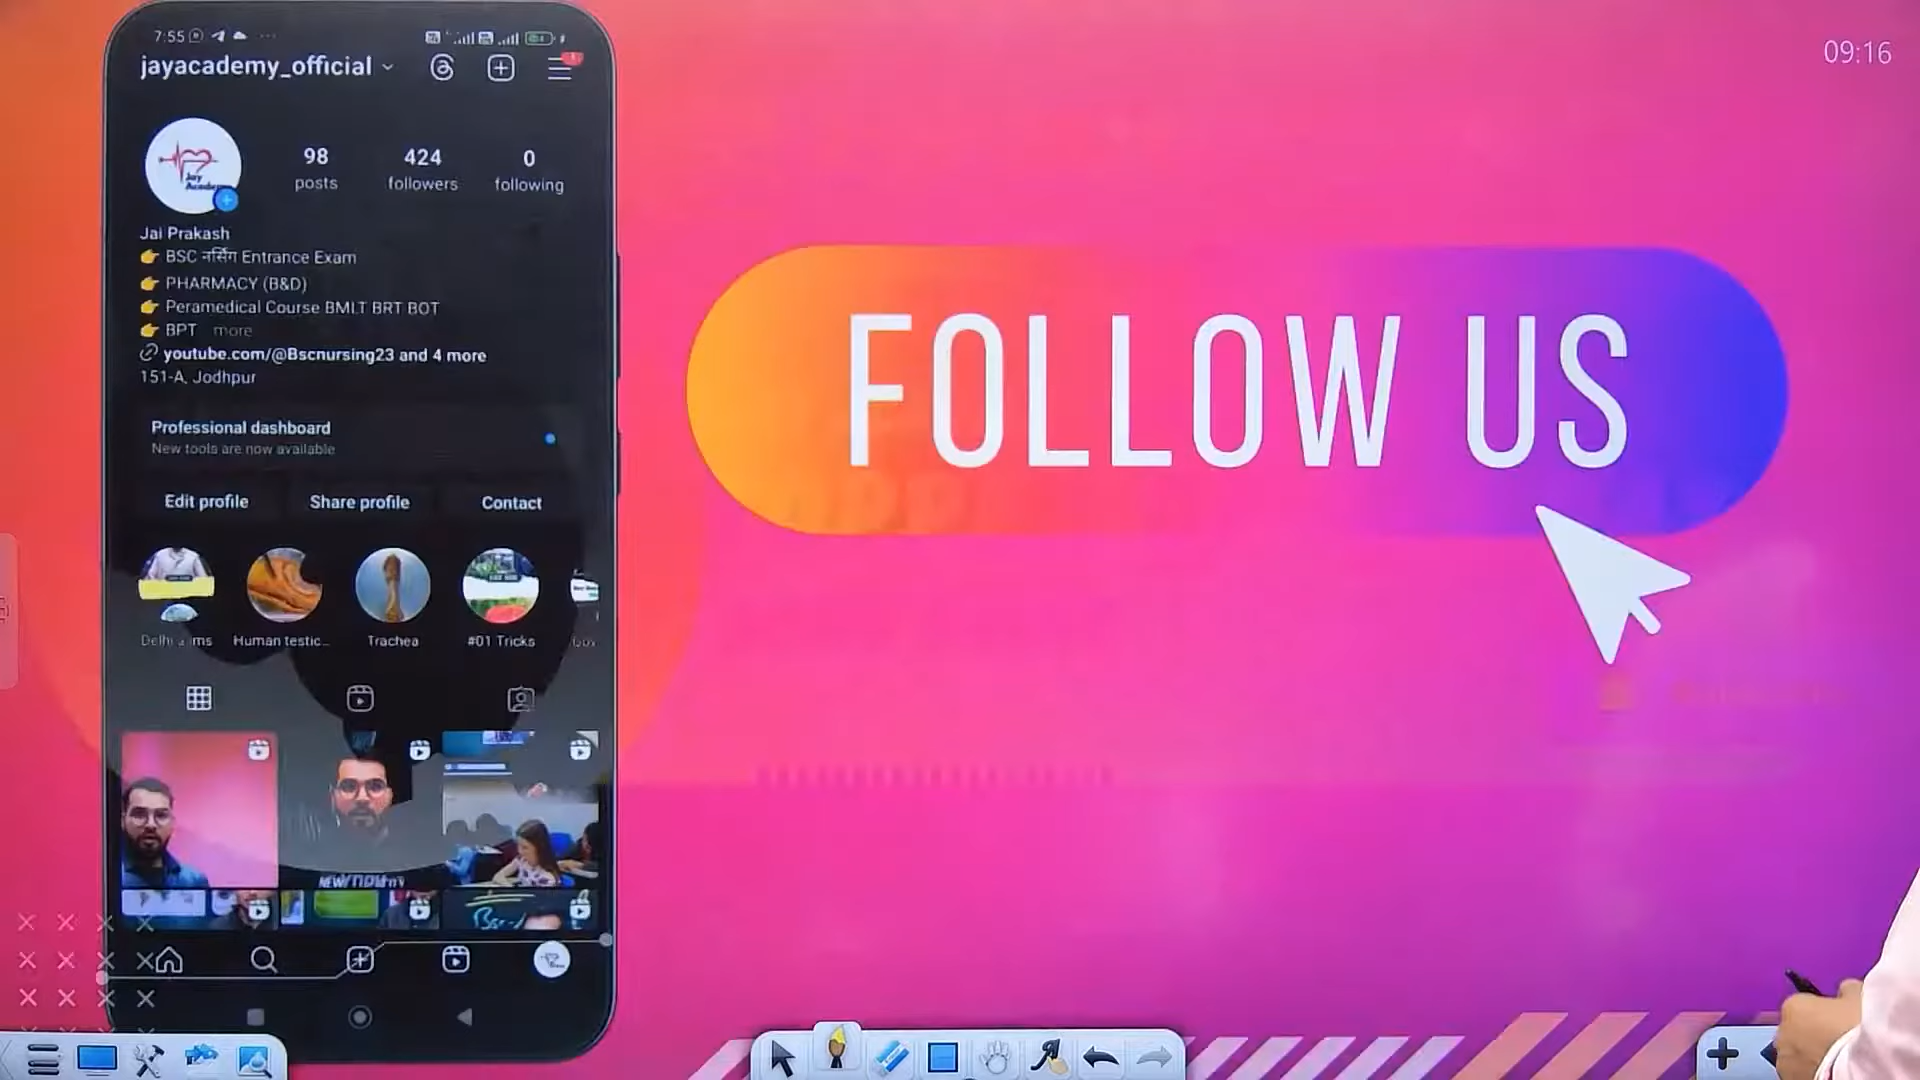 7:55
09:16
jayacademy_official
Jay
98
posts
424
followers
0
following
Jai Prakash
👉 BSC नर्सिंग Entrance Exam
👉 PHARMACY (B&D)
👉 Peramedical Course BMLT BRT BOT
👉 BPT more
youtube.com/@Bscnursing23 and 4 more
151-A, Jodhpur
FOLLOW US
Professional dashboard
New tools are now available
Edit profile
Share profile
Contact
Human testic...
Trachea
#01 Tricks